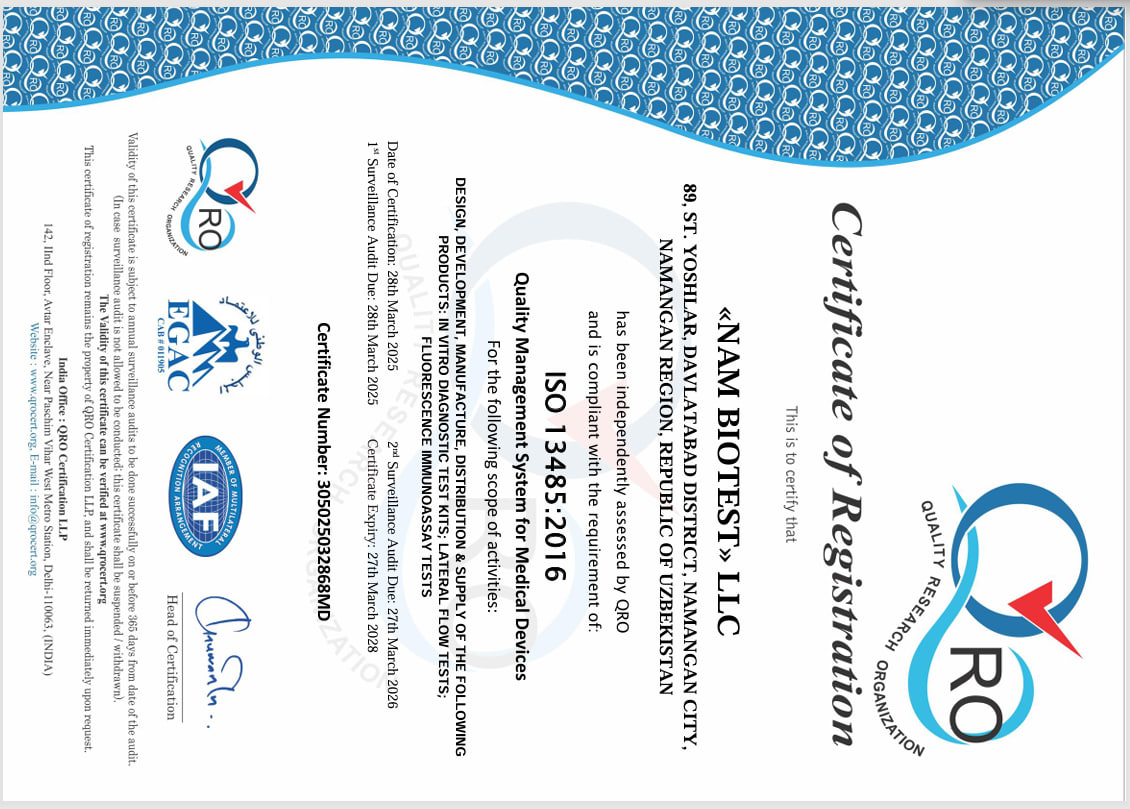 QRO
QUALITY RESEARCH ORGANIZATION
Certificate of Registration
This is to certify that
«NAM BIOTEST» LLC
89, ST. YOSHLAR, DAVLATABAD DISTRICT, NAMANGAN CITY,
NAMANGAN REGION, REPUBLIC OF UZBEKISTAN
has been independently assessed by QRO
and is compliant with the requirement of:
ISO 13485:2016
Quality Management System for Medical Devices
For the following scope of activities:
DESIGN, DEVELOPMENT, MANUFACTURE, DISTRIBUTION & SUPPLY OF THE FOLLOWING
PRODUCTS: IN VITRO DIAGNOSTIC TEST KITS; LATERAL FLOW TESTS;
FLUORESCENCE IMMUNOASSAY TESTS
Date of Certification: 28th March 2025 2nd Surveillance Audit Due: 27th March 2026
1st Surveillance Audit Due: 28th March 2025 Certificate Expiry: 27th March 2028
Certificate Number: 305025032868MD
QRO
QUALITY RESEARCH ORGANIZATION
EGAC
CAB # 011905
MEMBER OF MULTILATERAL
IAF
RECOGNITION ARRANGEMENT
Head of Certification
Validity of this certificate is subject to annual surveillance audits to be done successfully on or before 365 days from date of the audit.
(In case surveillance audit is not allowed to be conducted; this certificate shall be suspended / withdrawn).
The Validity of this certificate can be verified at www.qrocert.org
This certificate of registration remains the property of QRO Certification LLP, and shall be returned immediately upon request.
India Office : QRO Certification LLP
142, IInd Floor, Avtar Enclave, Near Paschim Vihar West Metro Station, Delhi-110063, (INDIA)
Website : www.qrocert.org, E-mail : info@qrocert.org